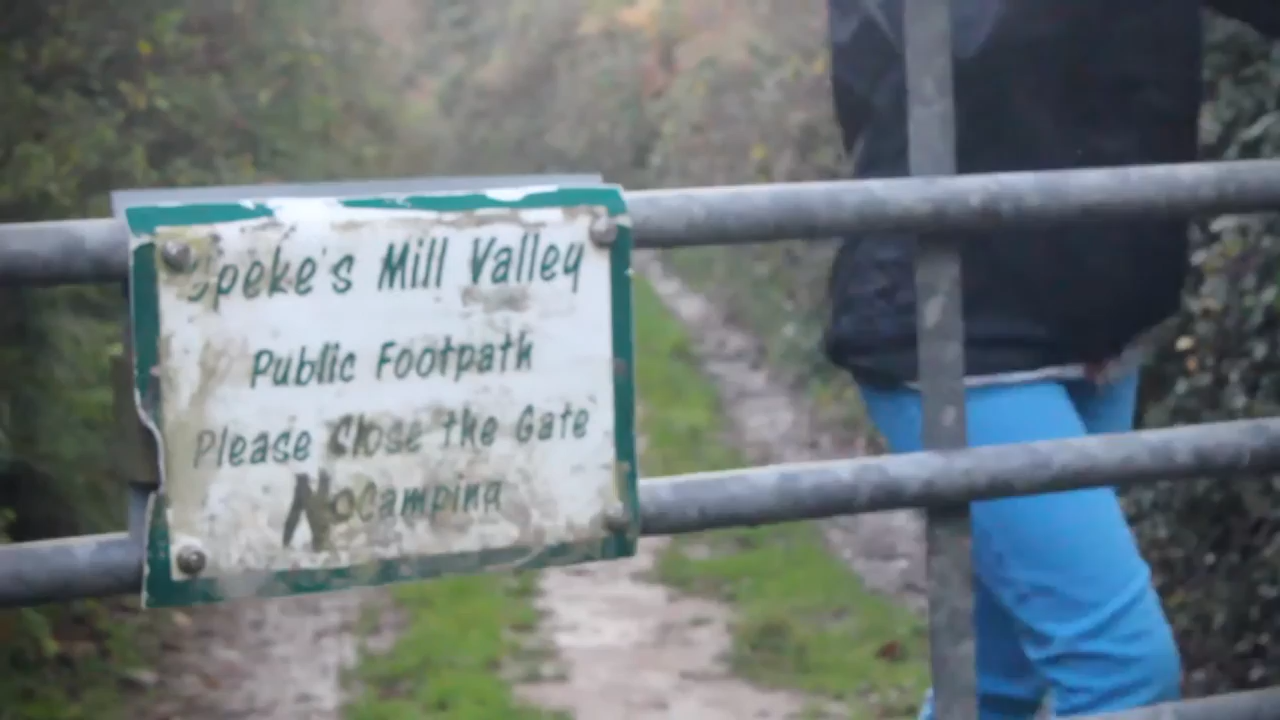 Speke's Mill Valley
Public Footpath
Please Close the Gate
No Camping